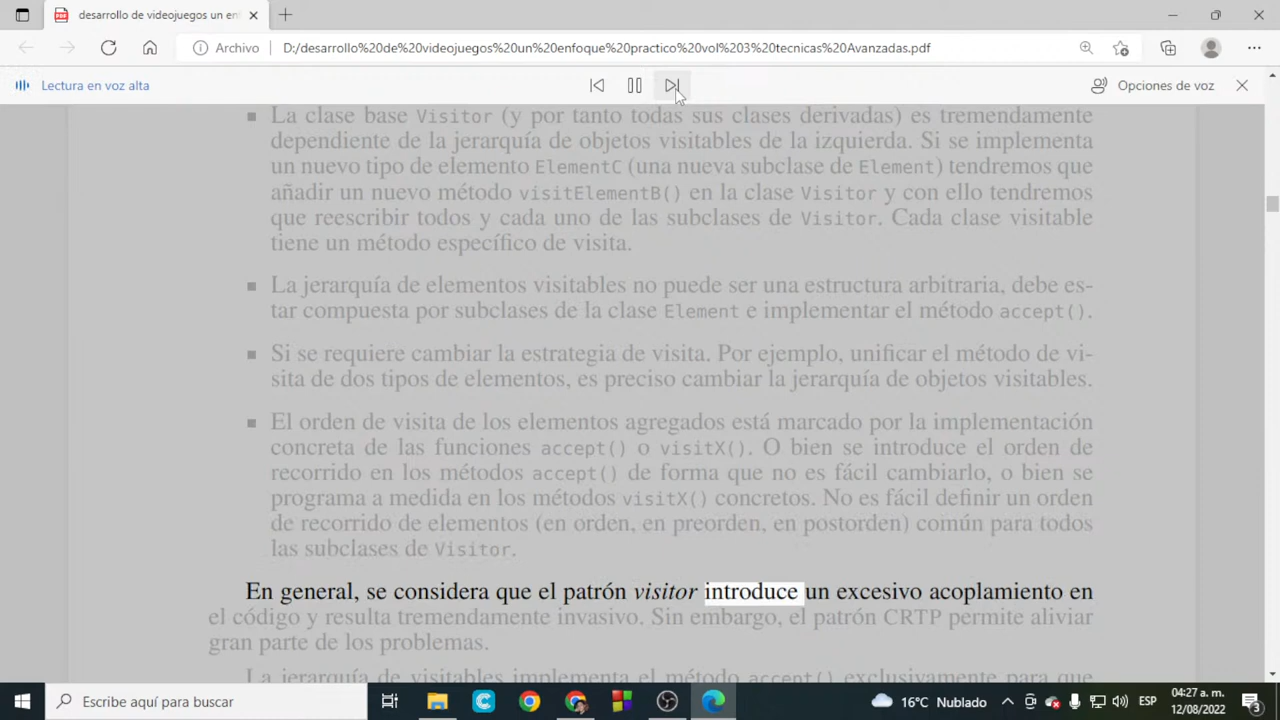 desarrollo de videojuegos un en
Archivo
D:/desarrollo%20de%20videojuegos%20un%20enfoque%20practico%20vol%203%20tecnicas%20Avanzadas.pdf
Lectura en voz alta
Opciones de voz
La clase base Visitor (y por tanto todas sus clases derivadas) es tremendamente
dependiente de la jerarquía de objetos visitables de la izquierda. Si se implementa
un nuevo tipo de elemento ElementC (una nueva subclase de Element) tendremos que
añadir un nuevo método visitElementB() en la clase Visitor y con ello tendremos
que reescribir todos y cada uno de las subclases de Visitor. Cada clase visitable
tiene un método específico de visita.
La jerarquía de elementos visitables no puede ser una estructura arbitraria, debe es-
tar compuesta por subclases de la clase Element e implementar el método accept().
Si se requiere cambiar la estrategia de visita. Por ejemplo, unificar el método de vi-
sita de dos tipos de elementos, es preciso cambiar la jerarquía de objetos visitables.
El orden de visita de los elementos agregados está marcado por la implementación
concreta de las funciones accept() o visitX(). O bien se introduce el orden de
recorrido en los métodos accept() de forma que no es fácil cambiarlo, o bien se
programa a medida en los métodos visitX() concretos. No es fácil definir un orden
de recorrido de elementos (en orden, en preorden, en postorden) común para todos
las subclases de Visitor.
En general, se considera que el patrón visitor introduce un excesivo acoplamiento en
el código y resulta tremendamente invasivo. Sin embargo, el patrón CRTP permite aliviar
gran parte de los problemas.
La jerarquía de visitables implementa el método accept() exclusivamente para que
Escribe aquí para buscar
16°C Nublado
ESP
04:27 a. m.
12/08/2022
3